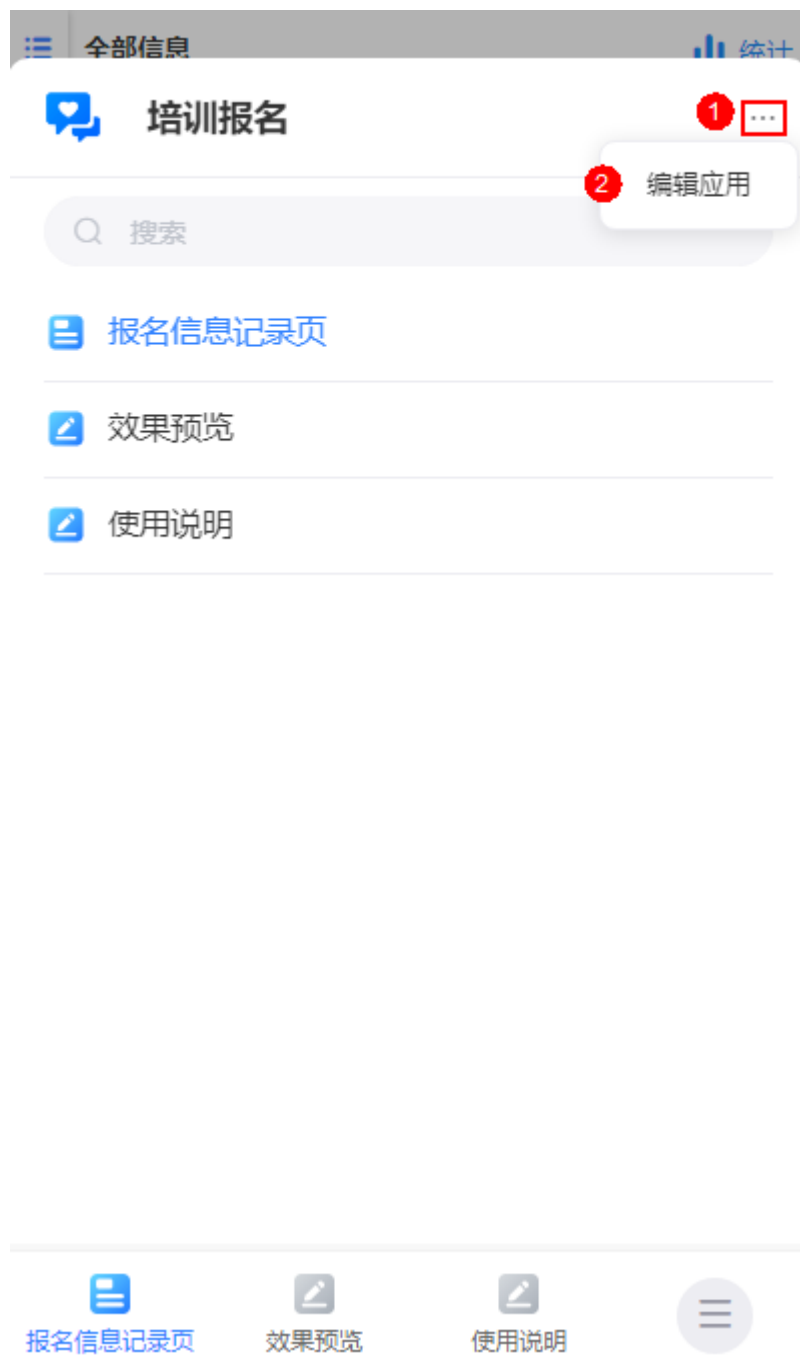 全部信息 统计
培训报名 1 ...
2 编辑应用
搜索
报名信息记录页
效果预览
使用说明
报名信息记录页 效果预览 使用说明